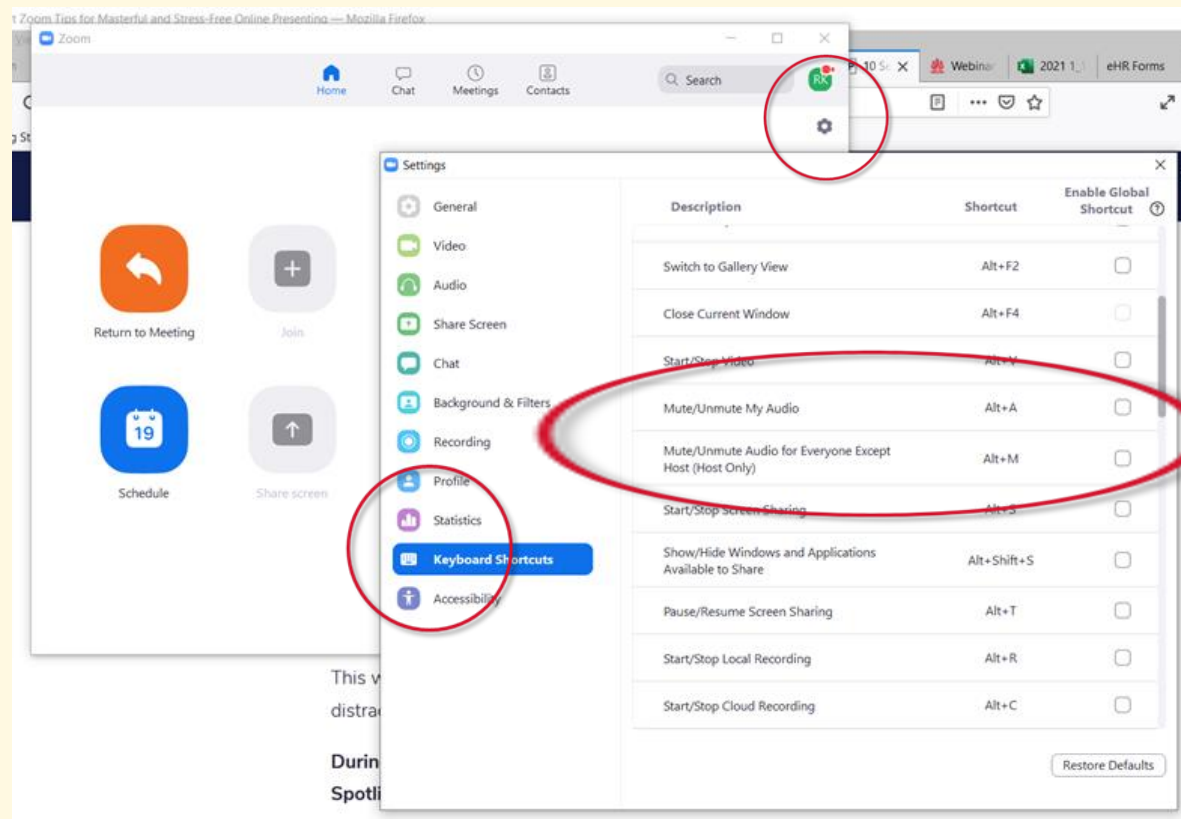 t Zoom Tips for Masterful and Stress-Free Online Presenting — Mozilla Firefox
Zoom
Home
Chat
Meetings
Contacts
Search
RK
10 S
Webinar
2021 1_1
eHR Forms
g St
Return to Meeting
Join
19
Schedule
Share screen
Settings
General
Video
Audio
Share Screen
Chat
Background & Filters
Recording
Profile
Statistics
Keyboard Shortcuts
Accessibility
Description Shortcut Enable Global Shortcut
Switch to Gallery View Alt+F2
Close Current Window Alt+F4
Start/Stop Video Alt+V
Mute/Unmute My Audio Alt+A
Mute/Unmute Audio for Everyone Except
Host (Host Only) Alt+M
Start/Stop Screen Sharing Alt+S
Show/Hide Windows and Applications
Available to Share Alt+Shift+S
Pause/Resume Screen Sharing Alt+T
Start/Stop Local Recording Alt+R
Start/Stop Cloud Recording Alt+C
Restore Defaults
This w
distra
Durin
Spotli